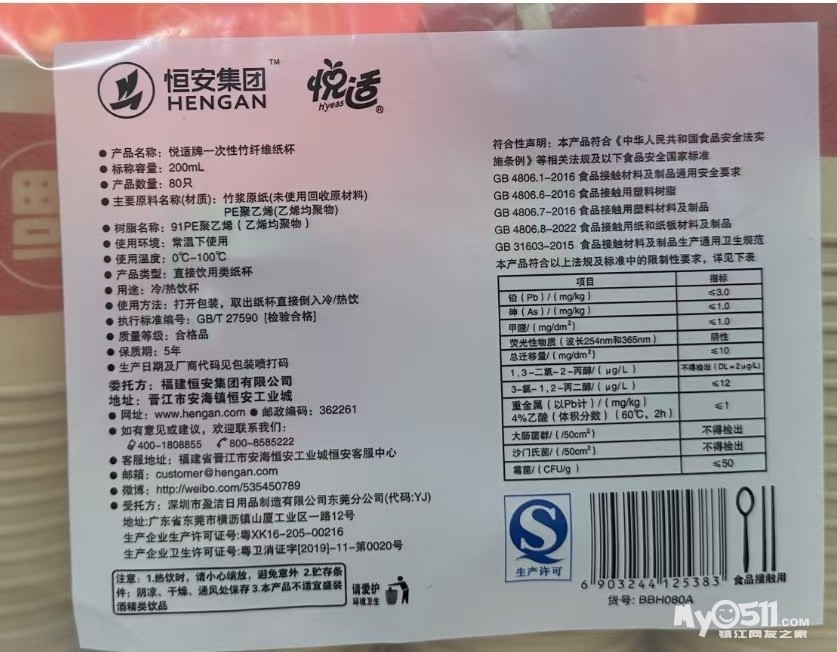 恒安集团™
HENGAN
悦适
h'yeas ®
● 产品名称：悦适牌一次性竹纤维纸杯
● 标称容量：200mL
● 产品数量：80只
● 主要原料名称(材质)：竹浆原纸(未使用回收原材料)
PE聚乙烯(乙烯均聚物)
● 树脂名称：91PE聚乙烯（乙烯均聚物）
● 使用环境：常温下使用
● 使用温度：0℃-100℃
● 产品类型：直接饮用类纸杯
● 用途：冷/热饮杯
● 使用方法：打开包装，取出纸杯直接倒入冷/热饮
● 执行标准编号：GB/T 27590 [检验合格]
● 质量等级：合格品
● 保质期：5年
● 生产日期及厂商代码见包装喷打码
委托方：福建恒安集团有限公司
地址：晋江市安海镇恒安工业城
● 网址：www.hengan.com ● 邮政编码：362261
● 如有意见或建议，欢迎联系我们：
400-1808855 800-8585222
● 客服地址：福建省晋江市安海恒安工业城恒安客服中心
● 邮箱：customer@hengan.com
● 微博：http://weibo.com/535450789
● 受托方：深圳市盈洁日用品制造有限公司东莞分公司(代码:YJ)
地址:广东省东莞市横沥镇山厦工业区一路12号
生产企业生产许可证号:粤XK16-205-00216
生产企业卫生许可证号:粤卫消证字[2019]-11-第0020号
注意：1.热饮时，请小心端放，避免意外 2.贮存条
件：阴凉、干燥、通风处保存 3.本产品不适宜盛装
酒精类饮品
请爱护
环境卫生
符合性声明：本产品符合《中华人民共和国食品安全法实
施条例》等相关法规及以下食品安全国家标准
GB 4806.1-2016 食品接触材料及制品通用安全要求
GB 4806.6-2016 食品接触用塑料树脂
GB 4806.7-2016 食品接触用塑料材料及制品
GB 4806.8-2022 食品接触用纸和纸板材料及制品
GB 31603-2015 食品接触材料及制品生产通用卫生规范
本产品符合以上法规及标准中的限制性要求，详见下表
项目 指标
铅（Pb）/（mg/kg） ≤3.0
砷（As）/（mg/kg） ≤1.0
甲醛/（mg/dm²） ≤1.0
荧光性物质（波长254nm和365nm） 阴性
总迁移量/（mg/dm²） ≤10
1,3-二氯-2-丙醇/（μg/L） 不得检出（DL=2μg/L）
3-氯-1,2-丙二醇/（μg/L） ≤12
重金属（以Pb计）/（mg/kg） ≤1
4%乙酸（体积分数）（60℃，2h）
大肠菌群/（/50cm²） 不得检出
沙门氏菌/（/50cm²） 不得检出
霉菌/（CFU/g） ≤50
生产许可
6 903244 125383
食品接触用
货号：BBH080A
MyO511.COM
镇江网友之家